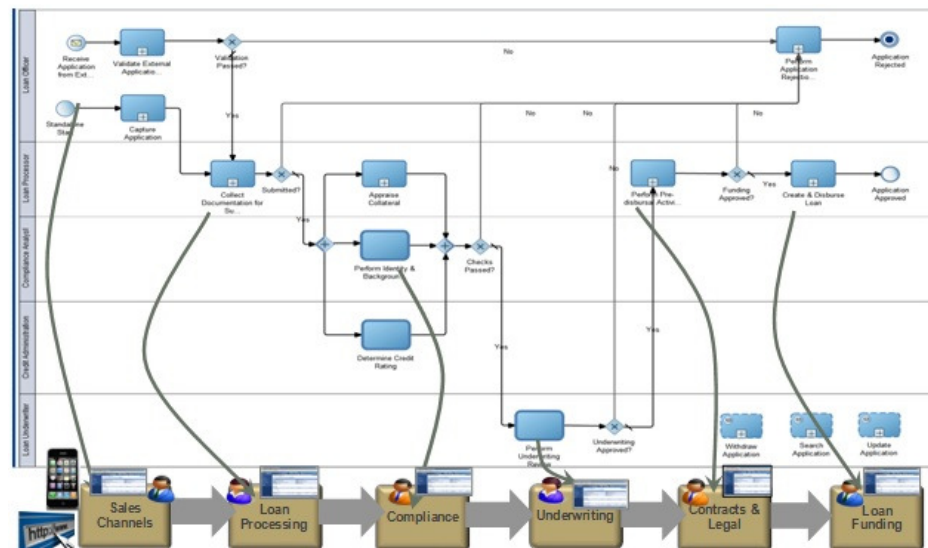 Loan Officer
Receive
Application
from Ext...
Validate External
Applicatio...
Validation
Passed?
No
Perform
Application
Rejectio...
Application
Rejected
Standalone
Start
Capture
Application
Yes
No
No
No
Loan Processor
Collect
Documentation for
Su...
Submitted?
Yes
Appraise
Collateral
No
Perform Pre-
disbursal Activi...
Funding
Approved?
Yes
Create & Disburse
Loan
Application
Approved
Compliance Analyst
Perform Identity &
Background...
Checks
Passed?
Credit Administration
Determine Credit
Rating
Yes
Yes
Loan Underwriter
Perform
Underwriting
Review
Underwriting
Approved?
Withdraw
Application
Search
Application
Update
Application
http://www
Sales
Channels
Loan
Processing
Compliance
Underwriting
Contracts &
Legal
Loan
Funding